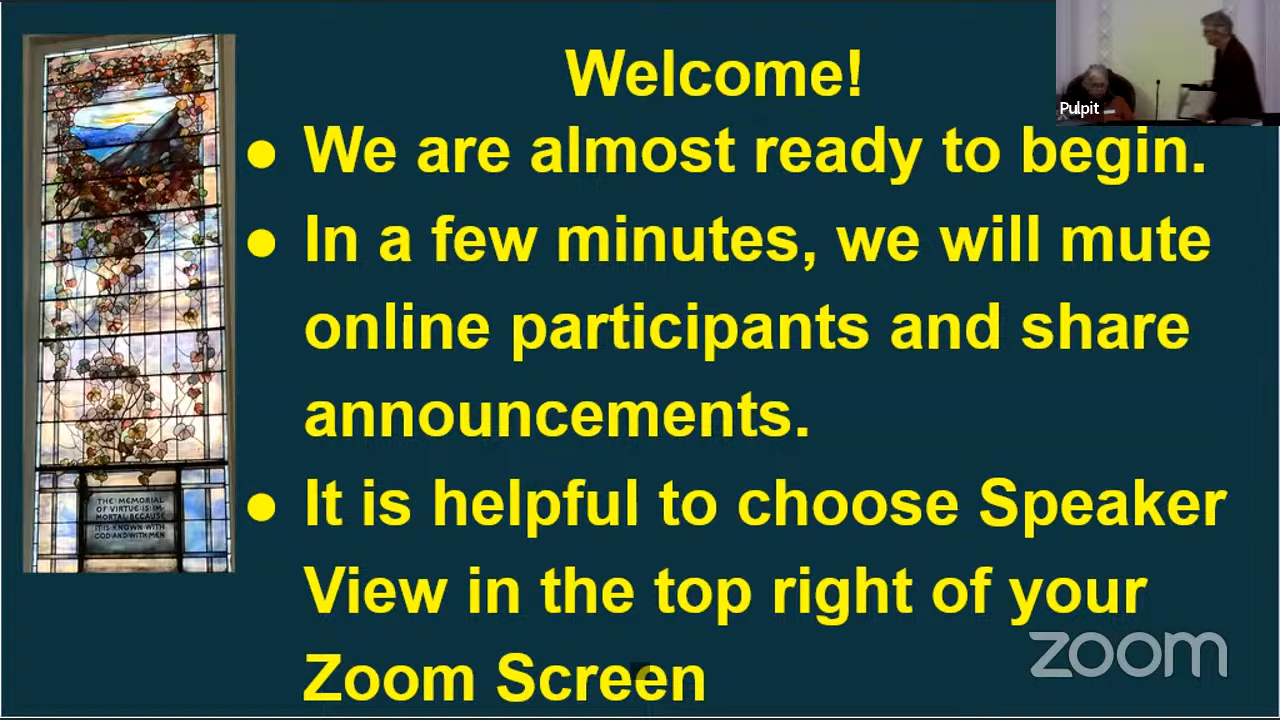 Welcome!
Pulpit
• We are almost ready to begin.
• In a few minutes, we will mute
online participants and share
announcements.
• It is helpful to choose Speaker
View in the top right of your
Zoom Screen
THE MEMORIAL
OF VIRTUE IS IM-
MORTAL BECAUSE
IT IS KNOWN WITH
GOD AND WITH MEN
zoom